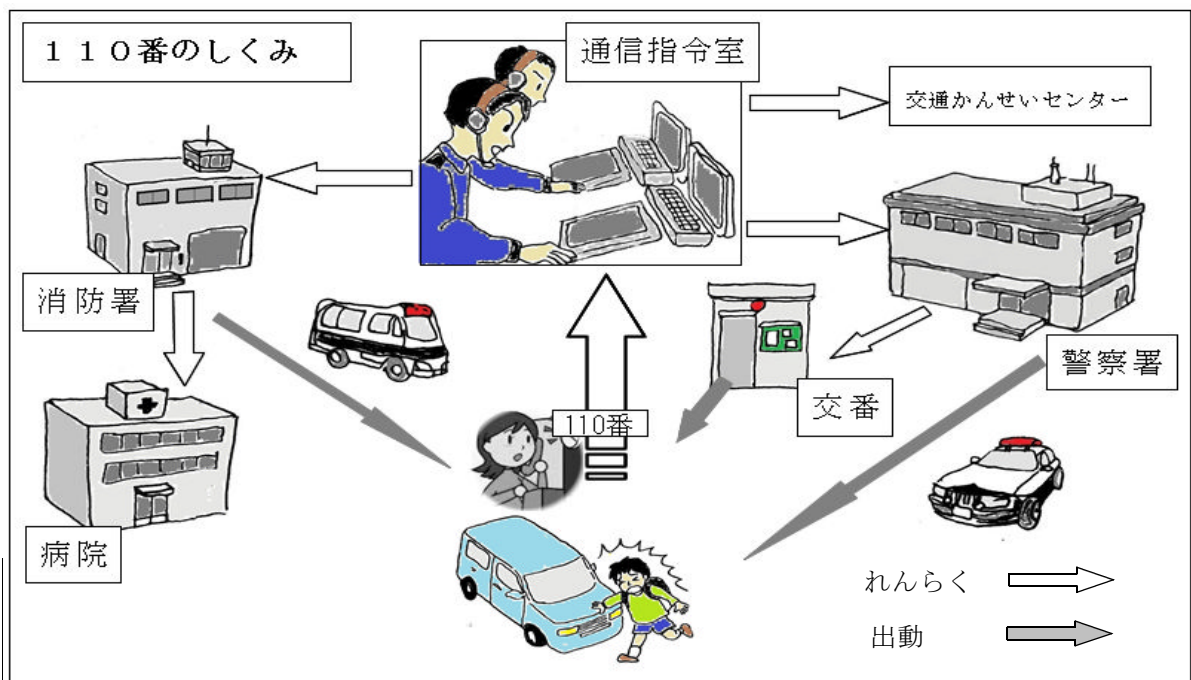 １１０番のしくみ
通信指令室
交通かんせいセンター
消防署
警察署
交番
110番
病院
れんらく
出動